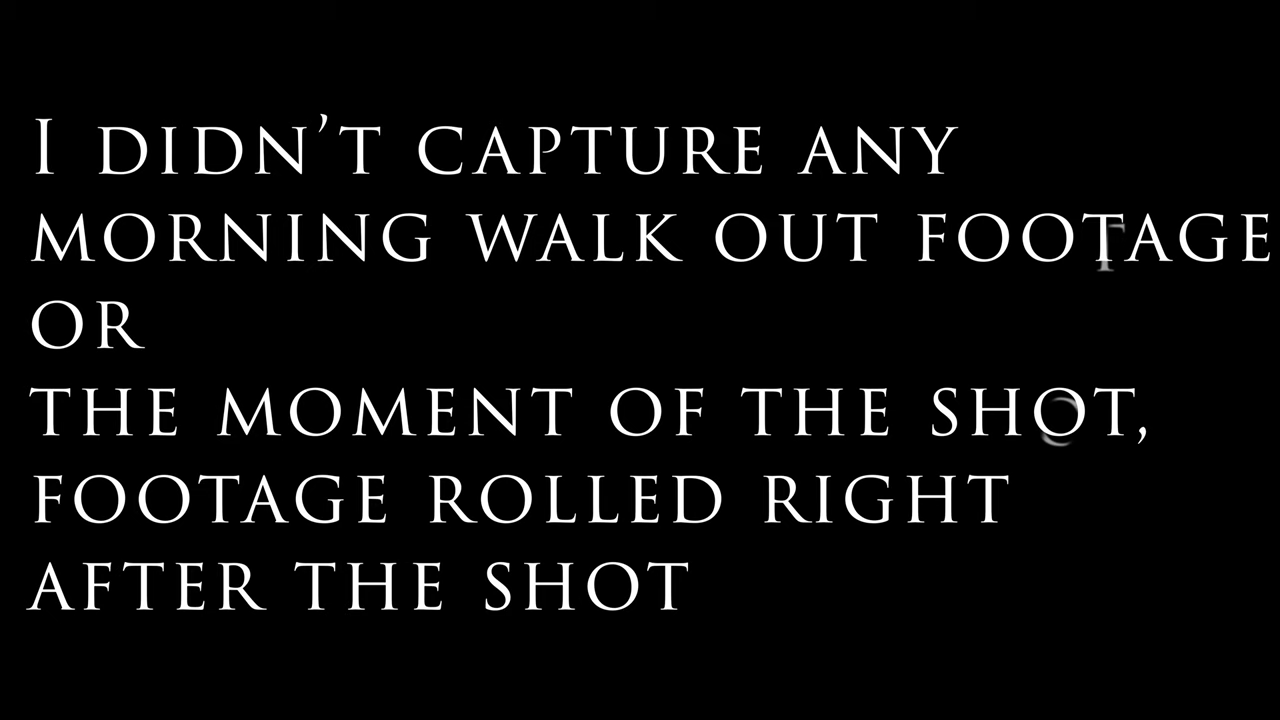 I DIDN'T CAPTURE ANY
MORNING WALK OUT FOOTAGE
OR
THE MOMENT OF THE SHOT,
FOOTAGE ROLLED RIGHT
AFTER THE SHOT